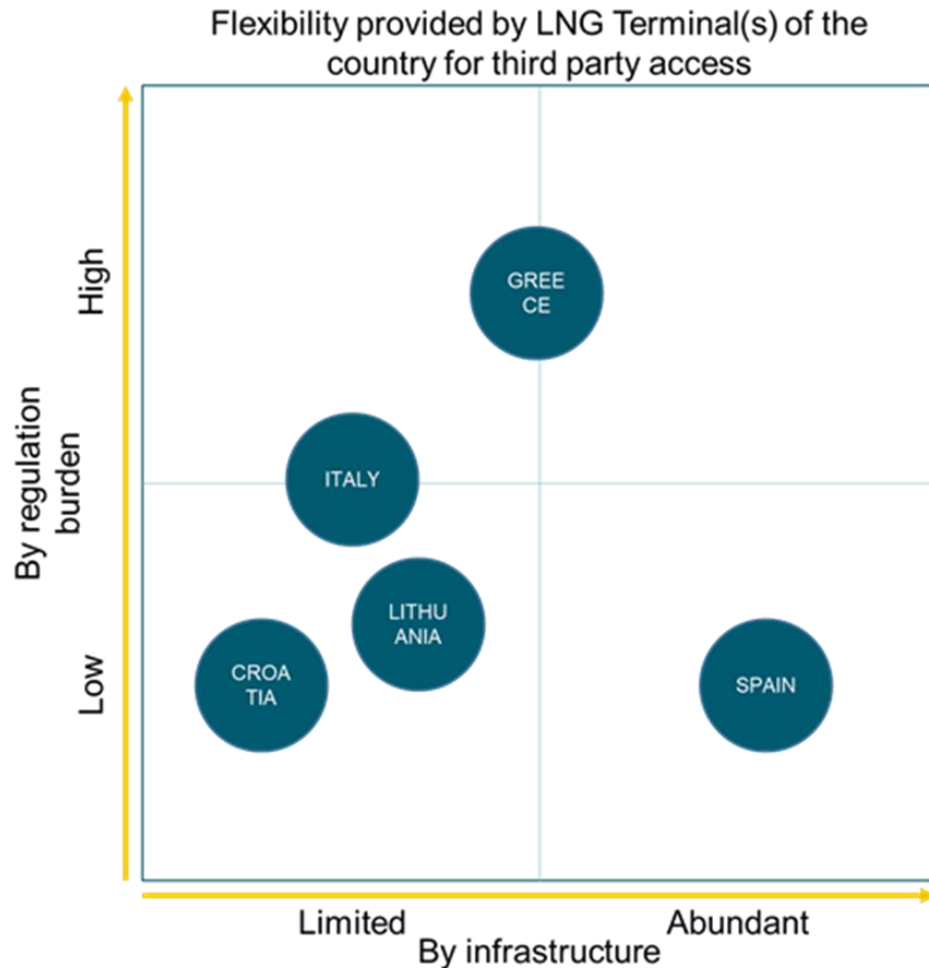 Flexibility provided by LNG Terminal(s) of the
country for third party access
High
By regulation
burden
Low
GREE
CE
ITALY
LITHU
ANIA
CROA
TIA
SPAIN
Limited
Abundant
By infrastructure